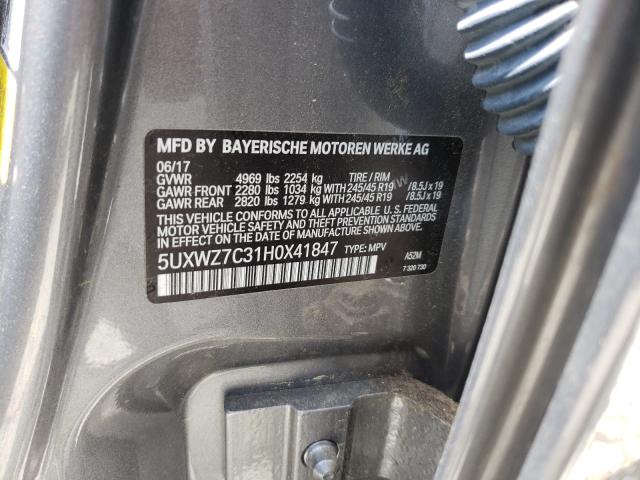 MFD BY BAYERISCHE MOTOREN WERKE AG
06/17
GVWR 4969 lbs 2254 kg TIRE / RIM
GAWR FRONT 2280 lbs 1034 kg WITH 245/45 R19 /8.5J x 19
GAWR REAR 2820 lbs 1279 kg WITH 245/45 R19 /8.5J x 19
THIS VEHICLE CONFORMS TO ALL APPLICABLE U.S. FEDERAL
MOTOR VEHICLE SAFETY AND THEFT PREVENTION STANDARDS
IN EFFECT ON THE DATE OF MANUFACTURE SHOWN ABOVE.
5UXWZ7C31H0X41847 TYPE: MPV A52M
7 320 730